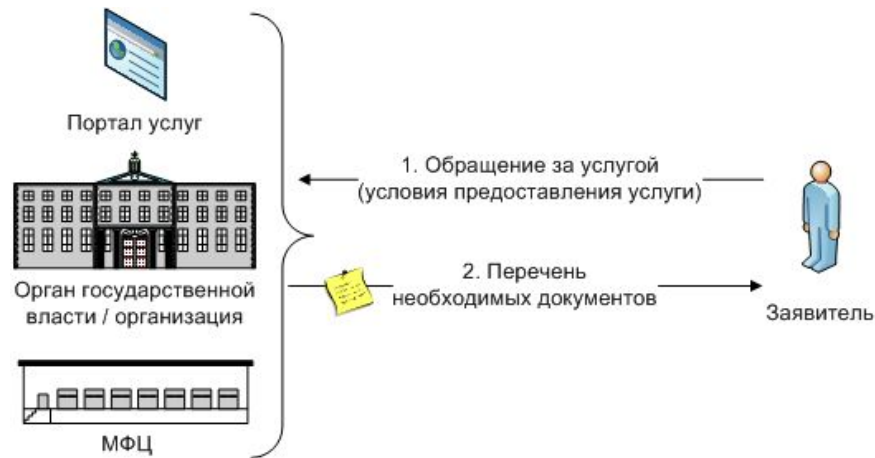 Портал услуг
Орган государственной
власти / организация
МФЦ
1. Обращение за услугой
(условия предоставления услуги)
2. Перечень
необходимых документов
Заявитель